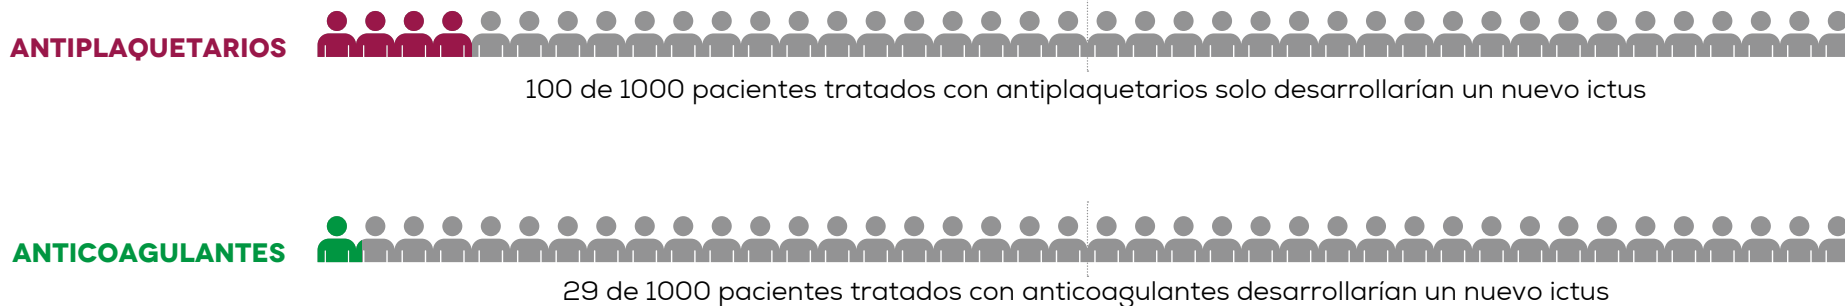 ANTIPLAQUETARIOS
100 de 1000 pacientes tratados con antiplaquetarios solo desarrollarían un nuevo ictus
ANTICOAGULANTES
29 de 1000 pacientes tratados con anticoagulantes desarrollarían un nuevo ictus